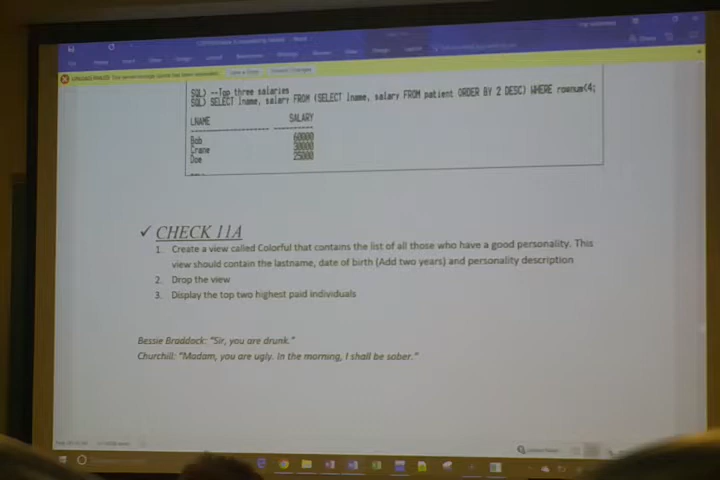 SQL> --Top three salaries
SQL> SELECT lname, salary FROM (SELECT lname, salary FROM patient ORDER BY 2 DESC) WHERE rownum<4;
LNAME SALARY
Bob 60000
Crane 30000
Doe 25000
✓ CHECK 11A
1. Create a view called Colorful that contains the list of all those who have a good personality. This
view should contain the lastname, date of birth (Add two years) and personality description
2. Drop the view
3. Display the top two highest paid individuals
Bessie Braddock: "Sir, you are drunk."
Churchill: "Madam, you are ugly. In the morning, I shall be sober."